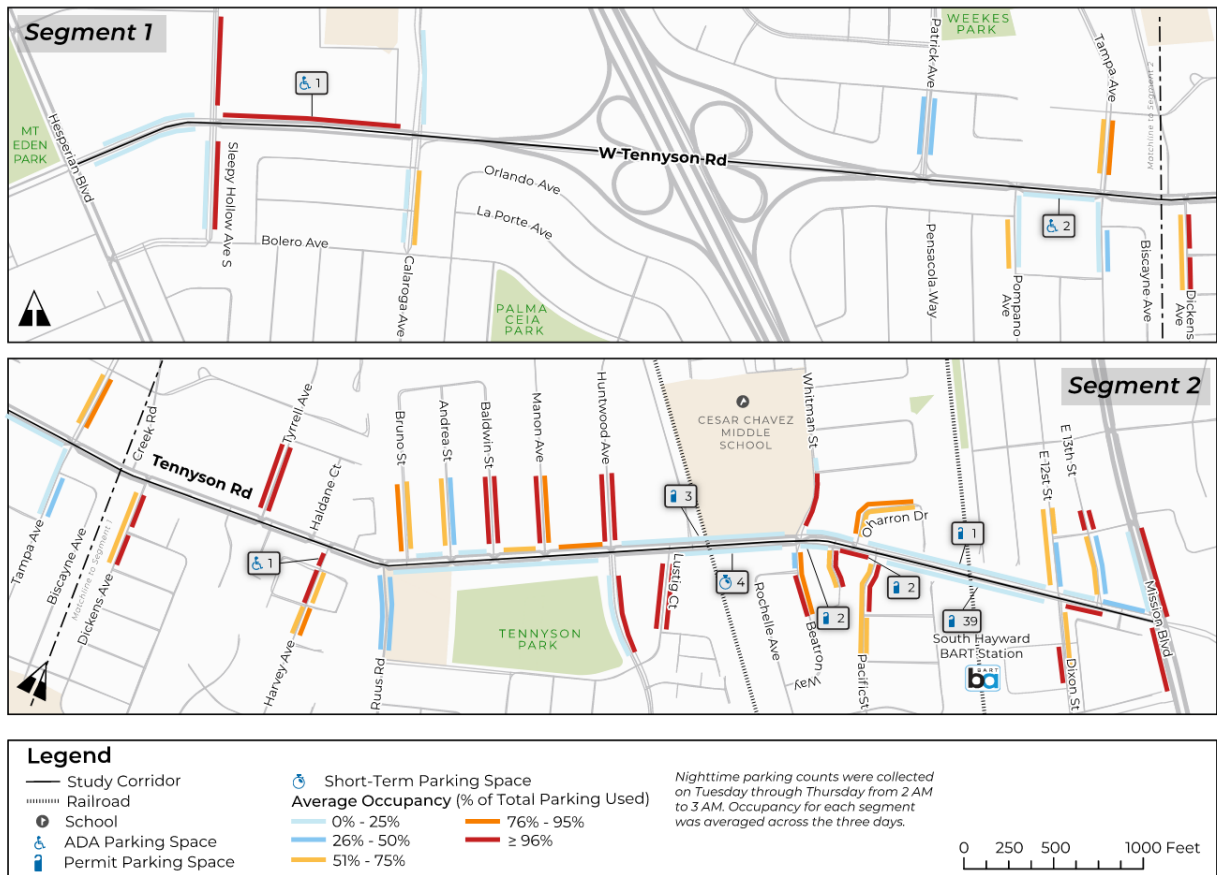 Segment 1
WEEKES
PARK
Patrick Ave
Tampa Ave
Matchline to Segment 2
MT
EDEN
PARK
Hesperian Blvd
1
Sleepy Hollow Ave S
W Tennyson Rd
Orlando Ave
La Porte Ave
Bolero Ave
Calaroga Ave
PALMA
CEIA
PARK
2
Pensacola Way
Pompano
Ave
Biscayne Ave
Dickens
Ave
Segment 2
Creek Rd
Tennyson Rd
Tyrrell Ave
Haldane Ct
Bruno St
Andrea St
Baldwin St
Manon Ave
Huntwood Ave
Whitman St
CESAR CHAVEZ
MIDDLE
SCHOOL
3
Charron Dr
E 12st St
E 13th St
1
Tampa Ave
Biscayne Ave
Matchline to Segment 1
Dickens Ave
1
Harvey Ave
Ruus Rd
TENNYSON
PARK
Lustig Ct
4
Rochelle Ave
2
2
39
Beatron
Way
Pacific St
South Hayward
BART Station
BART
ba
Dixon St
Mission Blvd
Legend
Study Corridor
Railroad
School
ADA Parking Space
Permit Parking Space
Short-Term Parking Space
Average Occupancy (% of Total Parking Used)
0% - 25%
26% - 50%
51% - 75%
76% - 95%
≥ 96%
Nighttime parking counts were collected
on Tuesday through Thursday from 2 AM
to 3 AM. Occupancy for each segment
was averaged across the three days.
0 250 500 1000 Feet